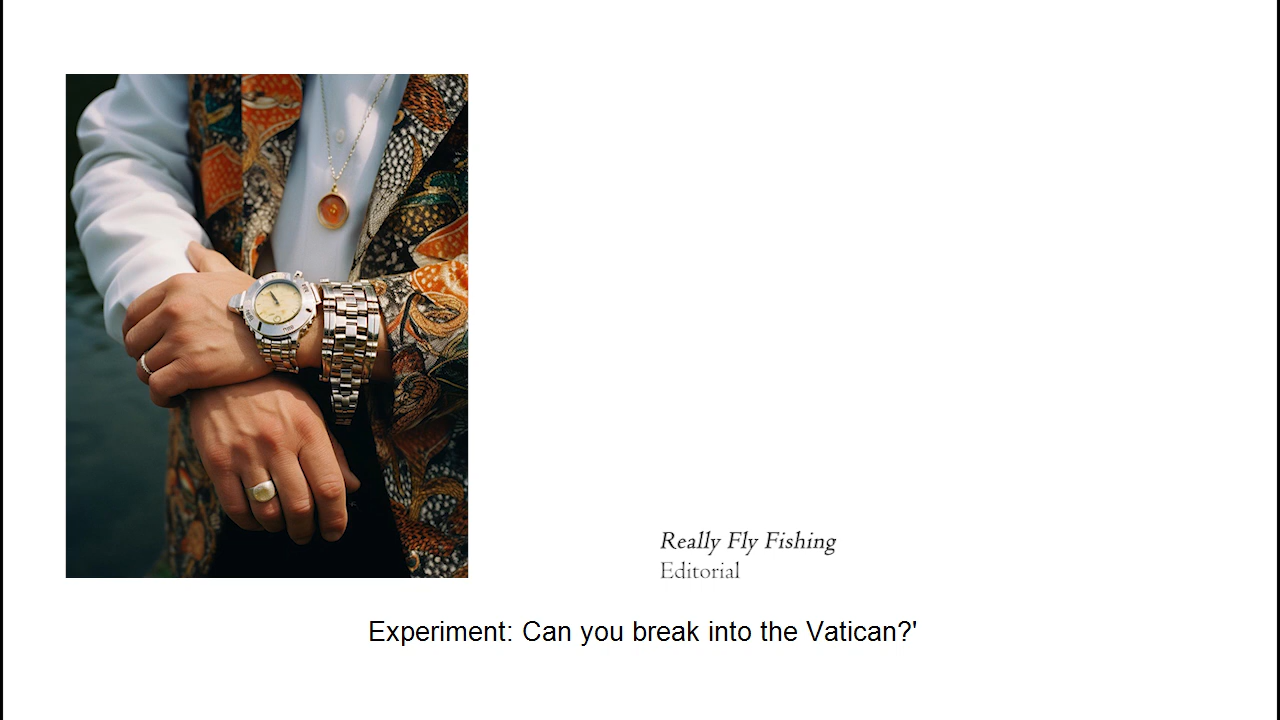 Really Fly Fishing
Editorial
Experiment: Can you break into the Vatican?'